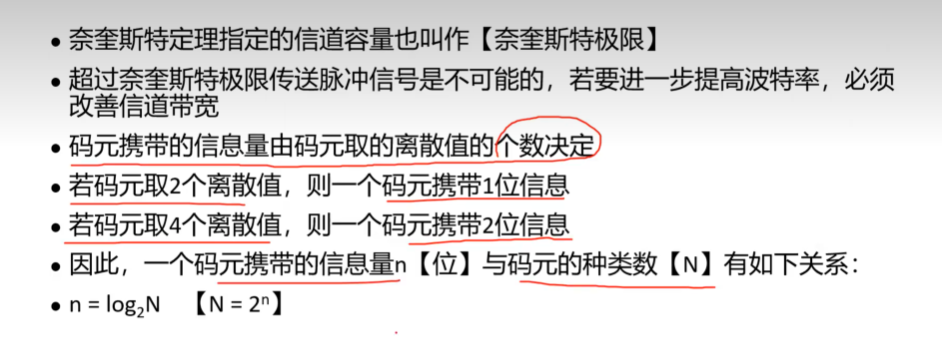 • 奈奎斯特定理指定的信道容量也叫作【奈奎斯特极限】
• 超过奈奎斯特极限传送脉冲信号是不可能的，若要进一步提高波特率，必须
改善信道带宽
• 码元携带的信息量由码元取的离散值的个数决定
• 若码元取2个离散值，则一个码元携带1位信息
• 若码元取4个离散值，则一个码元携带2位信息
• 因此，一个码元携带的信息量n【位】与码元的种类数【N】有如下关系：
• n = log₂N 【N = 2ⁿ】